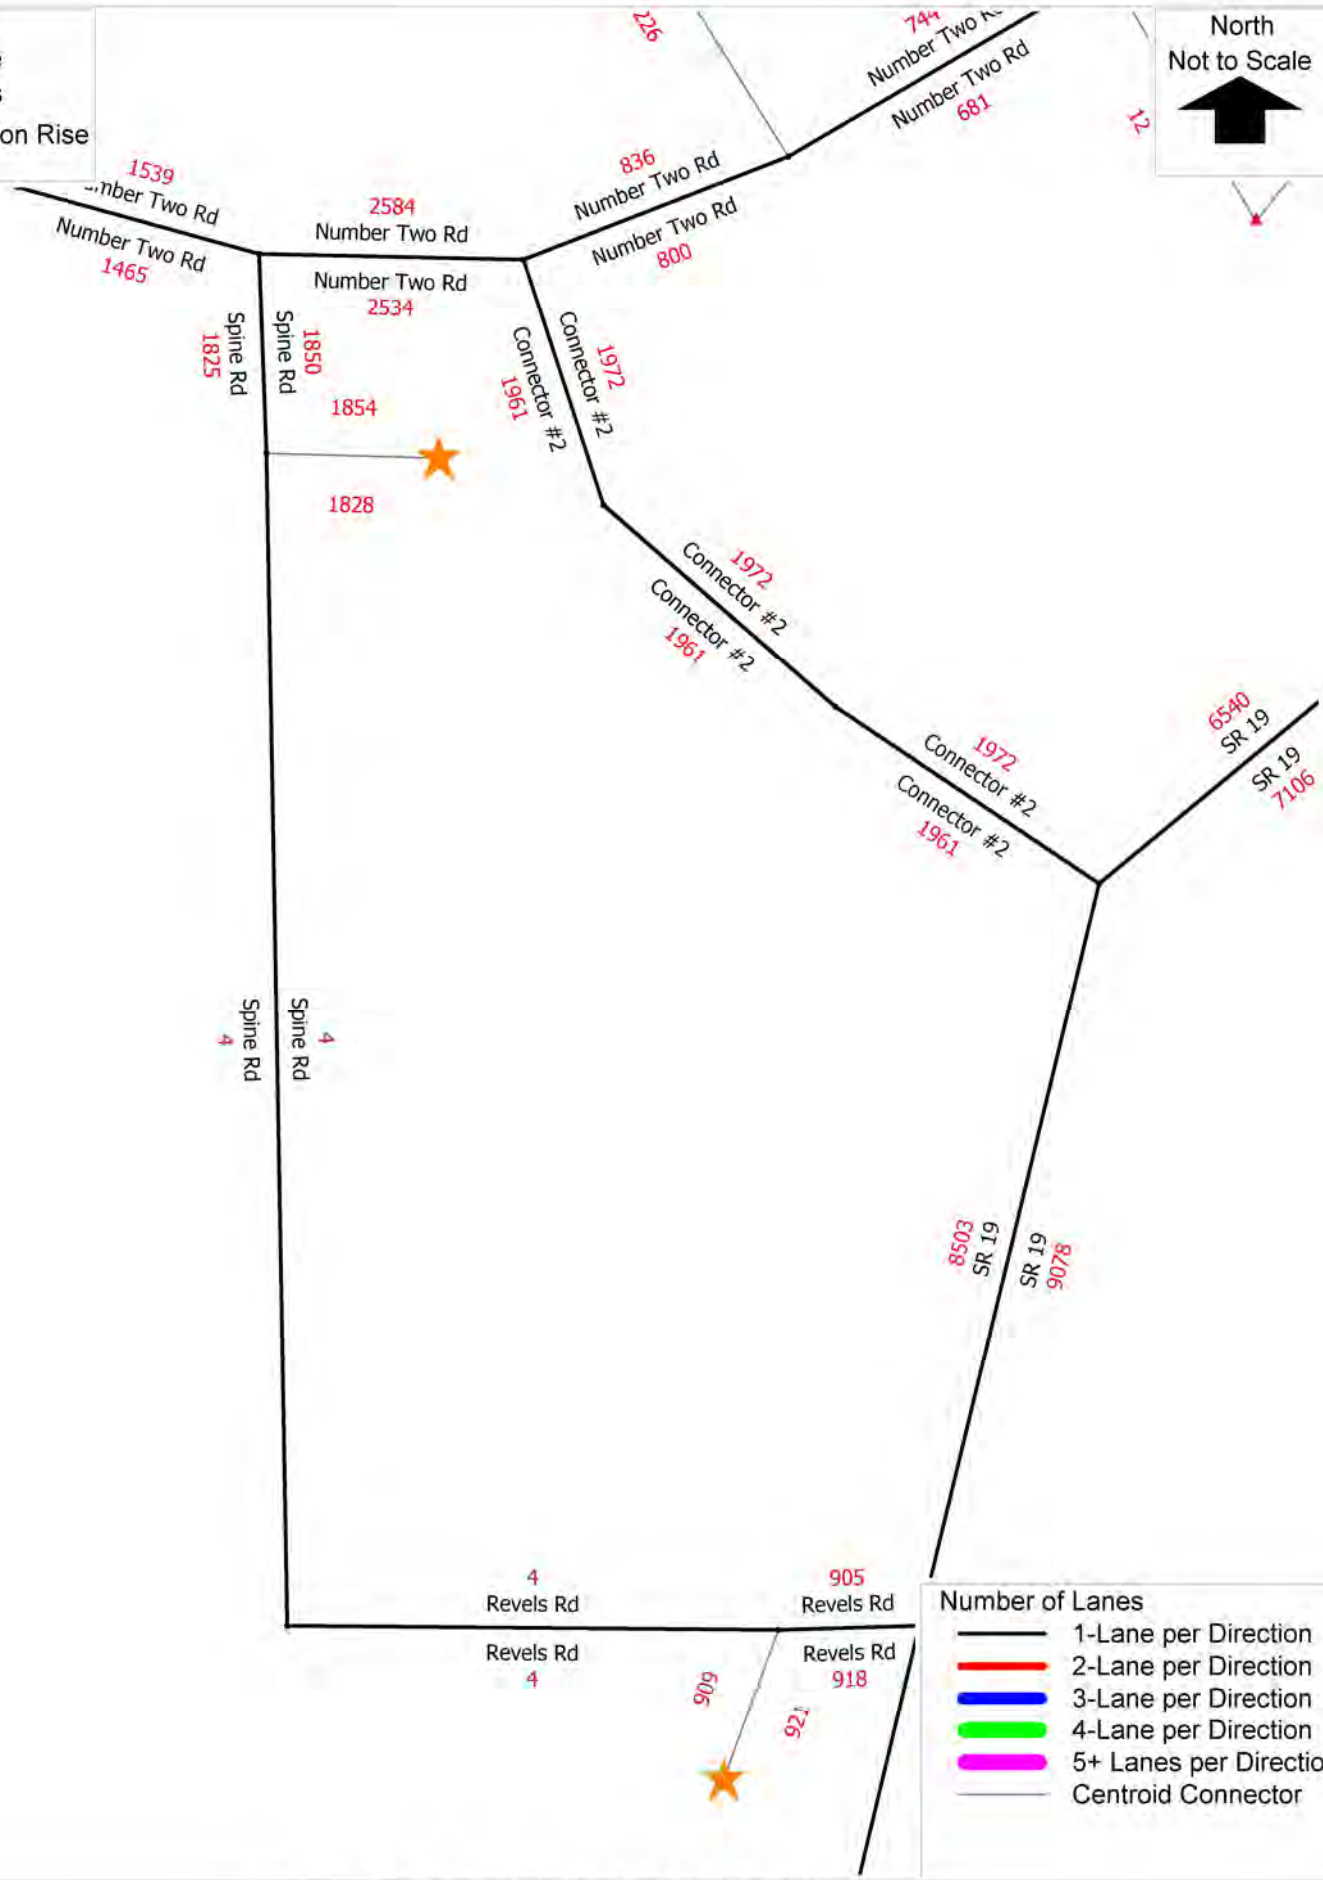 on Rise
226
744
Number Two
Number Two Rd
681
12
North
Not to Scale
1539
Two Rd
Number Two Rd
1465
2584
Number Two Rd
Number Two Rd
2534
836
Number Two Rd
Number Two Rd
800
Spine Rd
1825
1850
Spine Rd
1854
1828
1972
Connector #2
Connector #2
1961
1972
Connector #2
Connector #2
1961
1972
Connector #2
Connector #2
1961
6540
SR 19
SR 19
7106
4
Spine Rd
Spine Rd
4
8503
SR 19
SR 19
9078
4
Revels Rd
Revels Rd
4
905
Revels Rd
Revels Rd
918
909
921
Number of Lanes
1-Lane per Direction
2-Lane per Direction
3-Lane per Direction
4-Lane per Direction
5+ Lanes per Directio
Centroid Connector